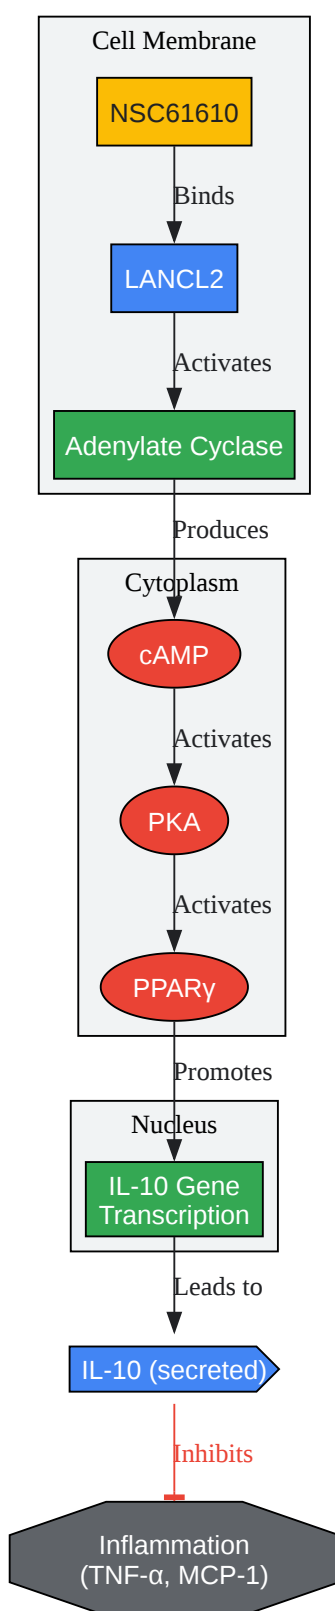 Cell Membrane
NSC61610
Binds
LANCL2
Activates
Adenylate Cyclase
Produces
Cytoplasm
cAMP
Activates
PKA
Activates
PPARγ
Promotes
Nucleus
IL-10 Gene
Transcription
Leads to
IL-10 (secreted)
Inhibits
Inflammation
(TNF-α, MCP-1)